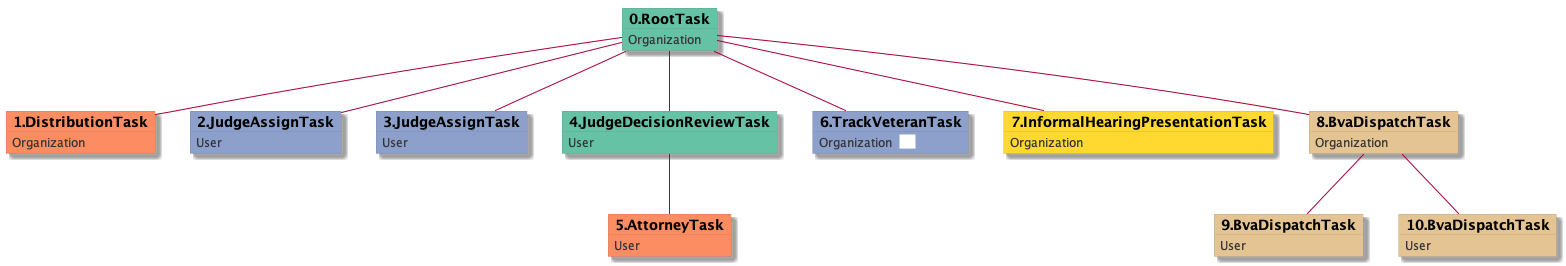 0.RootTask
Organization
1.DistributionTask
Organization
2.JudgeAssignTask
User
3.JudgeAssignTask
User
4.JudgeDecisionReviewTask
User
6.TrackVeteranTask
Organization
7.InformalHearingPresentationTask
Organization
8.BvaDispatchTask
Organization
5.AttorneyTask
User
9.BvaDispatchTask
User
10.BvaDispatchTask
User